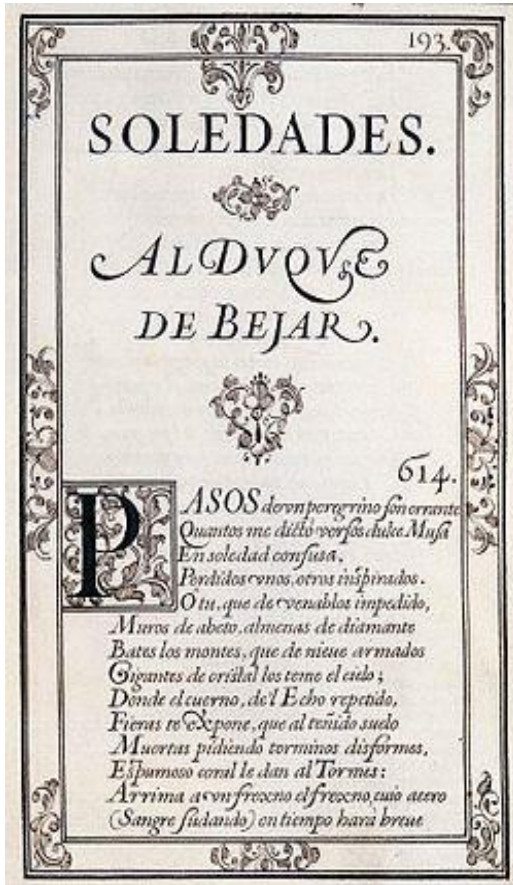 193.
SOLEDADES.
AL DVQVE
DE BEJAR.
614.
PASOS de vn peregrino son errante
Quantos me dictò versos dulce Musa
En soledad confusa,
Perdidos vnos, otros inspirados.
O tu, que de venablos impedido,
Muros de abeto, almenas de diamante
Bates los montes, que de nieue armados
Gigantes de cristal los teme el cielo;
Donde el cuerno, del Echo repetido,
Fieras te expone, que al teñido suelo
Muertas pidiendo terminos disformes,
Espumoso coral le dan al Tormes:
Arrima a vn frexno el frexno, cuio acero
(Sangre sudando) en tiempo harà breue